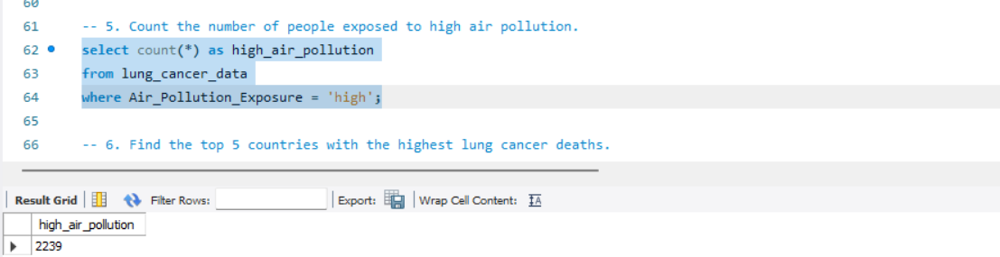 60
61 -- 5. Count the number of people exposed to high air pollution.
62 select count(*) as high_air_pollution
63 from lung_cancer_data
64 where Air_Pollution_Exposure = 'high';
65
66 -- 6. Find the top 5 countries with the highest lung cancer deaths.
Result Grid Filter Rows: Export: Wrap Cell Content: IA
high_air_pollution
2239